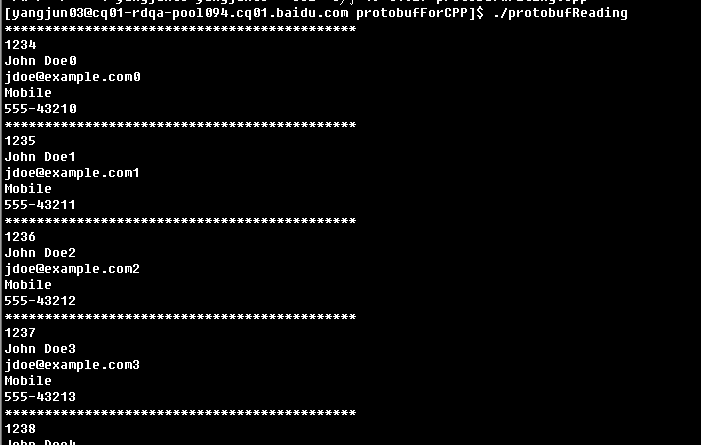 [yangjun03@cq01-rdqa-pool094.cq01.baidu.com protobufForCPP]$ ./protobufReading
********************************************
1234
John Doe0
jdoe@example.com0
Mobile
555-43210
********************************************
1235
John Doe1
jdoe@example.com1
Mobile
555-43211
********************************************
1236
John Doe2
jdoe@example.com2
Mobile
555-43212
********************************************
1237
John Doe3
jdoe@example.com3
Mobile
555-43213
********************************************
1238
John Doe4